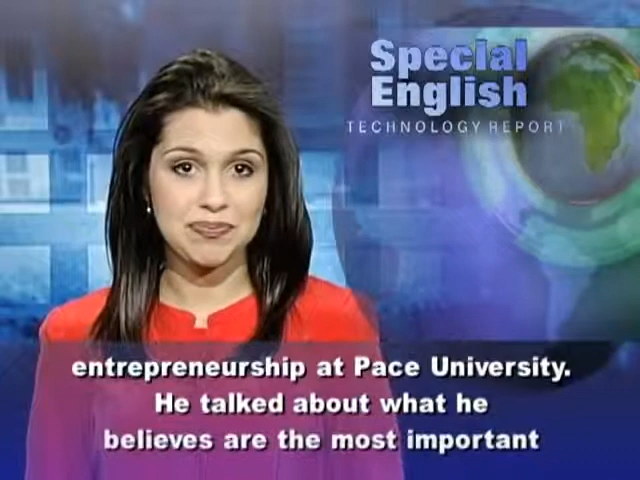 Special
English
TECHNOLOGY REPORT
entrepreneurship at Pace University.
He talked about what he
believes are the most important